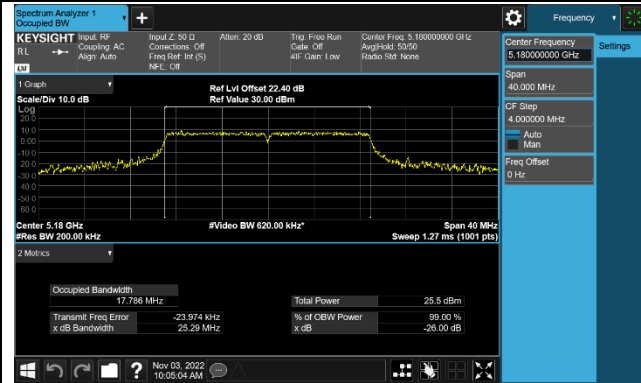 Spectrum Analyzer 1
Occupied BW
Frequency
KEYSIGHT
RL
LXI
Input: RF
Coupling: AC
Align: Auto
Input Z: 50 Ω
Corrections: Off
Freq Ref: Int (S)
NFE: Off
Atten: 20 dB
Trig: Free Run
Gate: Off
#IF Gain: Low
Center Freq: 5.180000000 GHz
Avg|Hold: 50/50
Radio Std: None
Center Frequency
5.180000000 GHz
Settings
Span
40.000 MHz
CF Step
4.000000 MHz
Auto
Man
Freq Offset
0 Hz
1 Graph
Scale/Div 10.0 dB
Ref Lvl Offset 22.40 dB
Ref Value 30.00 dBm
Log
20.0
10.0
0.00
-10.0
-20.0
-30.0
-40.0
-50.0
-60.0
Center 5.18 GHz
#Res BW 200.00 kHz
#Video BW 620.00 kHz*
Span 40 MHz
Sweep 1.27 ms (1001 pts)
2 Metrics
Occupied Bandwidth
17.786 MHz
Total Power
25.5 dBm
Transmit Freq Error
-23.974 kHz
% of OBW Power
99.00 %
x dB Bandwidth
25.29 MHz
x dB
-26.00 dB
Nov 03, 2022
10:05:04 AM